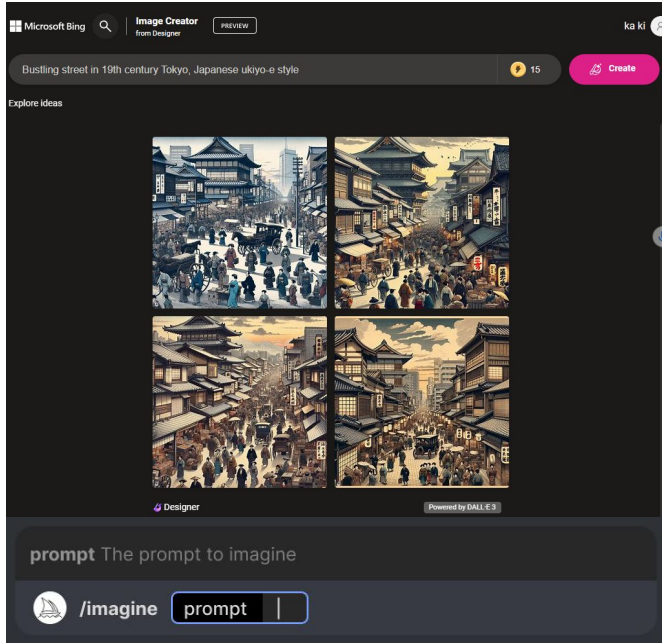 Microsoft Bing
Image Creator
from Designer
PREVIEW
ka ki
Bustling street in 19th century Tokyo, Japanese ukiyo-e style
15
Create
Explore ideas
Designer
Powered by DALL·E 3
prompt The prompt to imagine
/imagine prompt